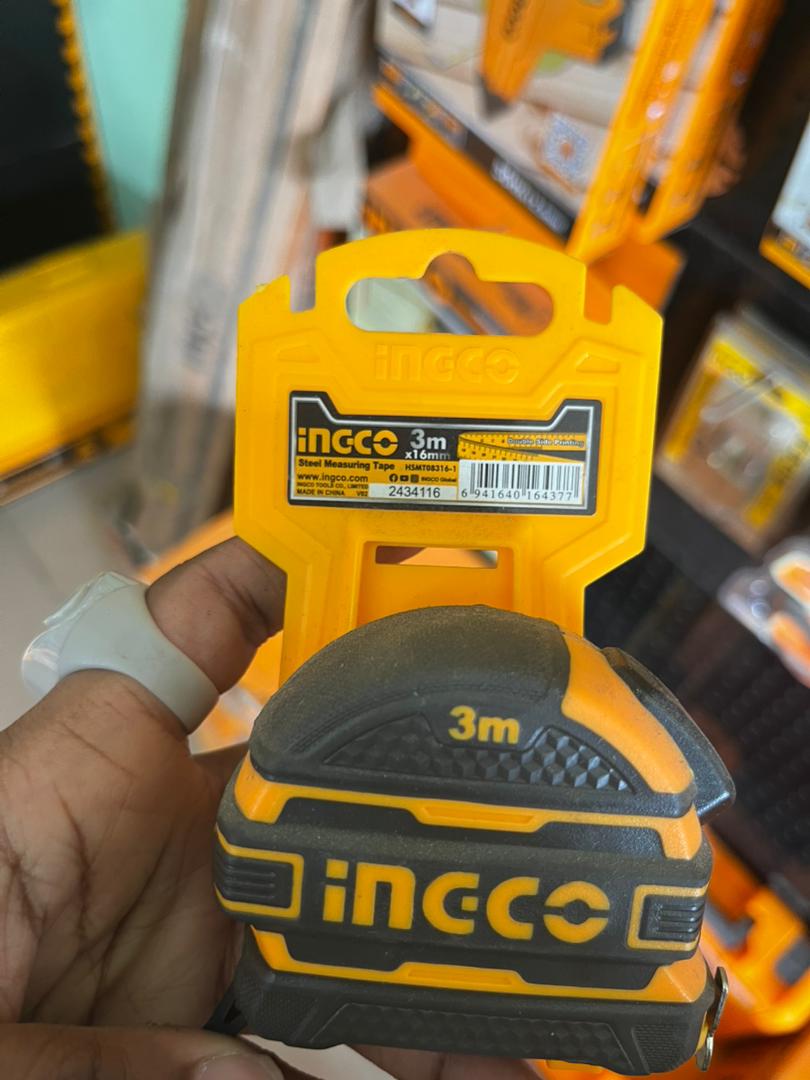 INGCO
INGCO 3m
x16mm
Double Side Printing
Steel Measuring Tape HSMT08316-1
www.ingco.com INGCO Global
INGCO TOOLS CO., LIMITED
MADE IN CHINA V02 2434116
6 941640 164377
3m
INGCO